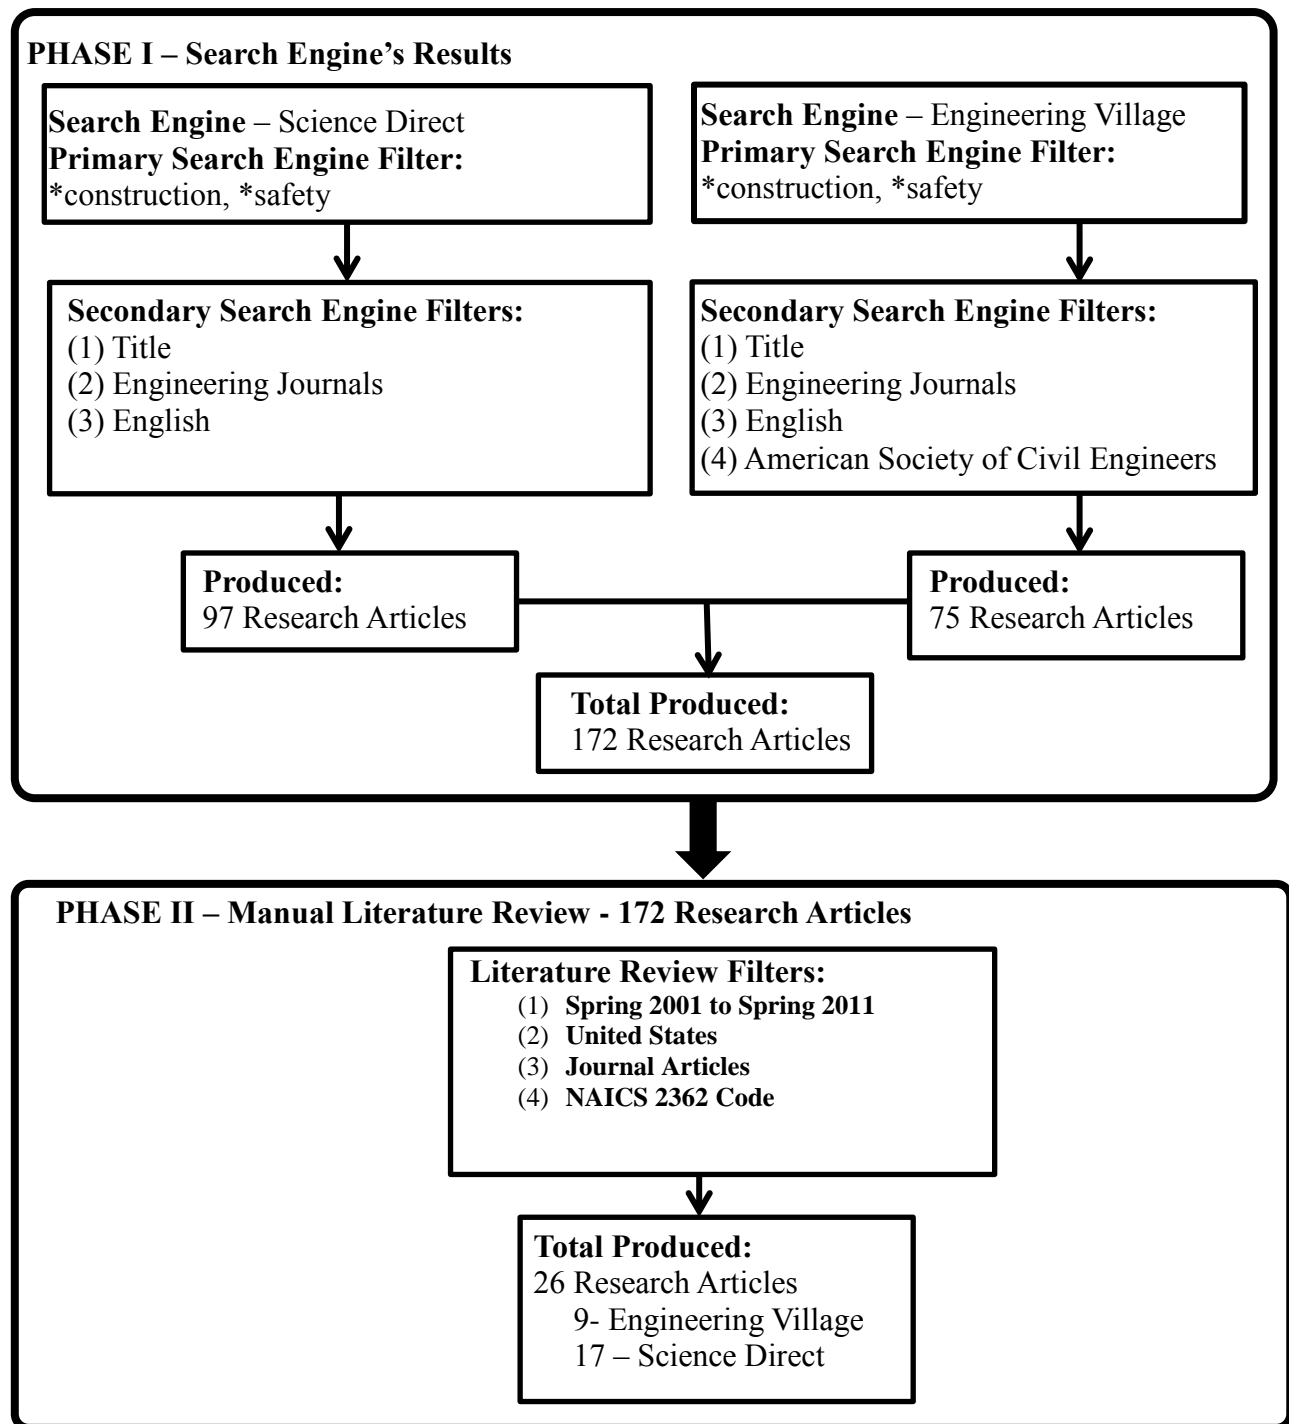 PHASE I – Search Engine’s Results
Search Engine – Science Direct
Primary Search Engine Filter:
*construction, *safety
Search Engine – Engineering Village
Primary Search Engine Filter:
*construction, *safety
Secondary Search Engine Filters:
(1) Title
(2) Engineering Journals
(3) English
Secondary Search Engine Filters:
(1) Title
(2) Engineering Journals
(3) English
(4) American Society of Civil Engineers
Produced:
97 Research Articles
Produced:
75 Research Articles
Total Produced:
172 Research Articles
PHASE II – Manual Literature Review - 172 Research Articles
Literature Review Filters:
(1) Spring 2001 to Spring 2011
(2) United States
(3) Journal Articles
(4) NAICS 2362 Code
Total Produced:
26 Research Articles
9- Engineering Village
17 – Science Direct